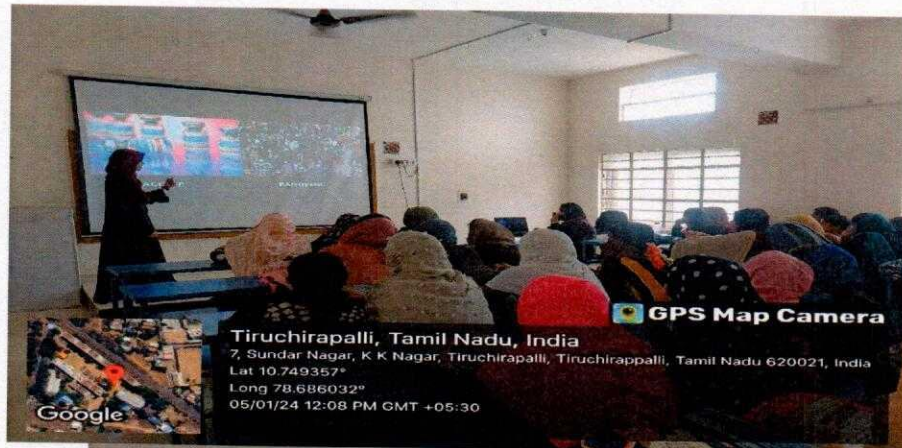 GPS Map Camera
Tiruchirapalli, Tamil Nadu, India
7, Sundar Nagar, K K Nagar, Tiruchirapalli, Tiruchirappalli, Tamil Nadu 620021, India
Lat 10.749357°
Long 78.686032°
05/01/24 12:08 PM GMT +05:30
Google